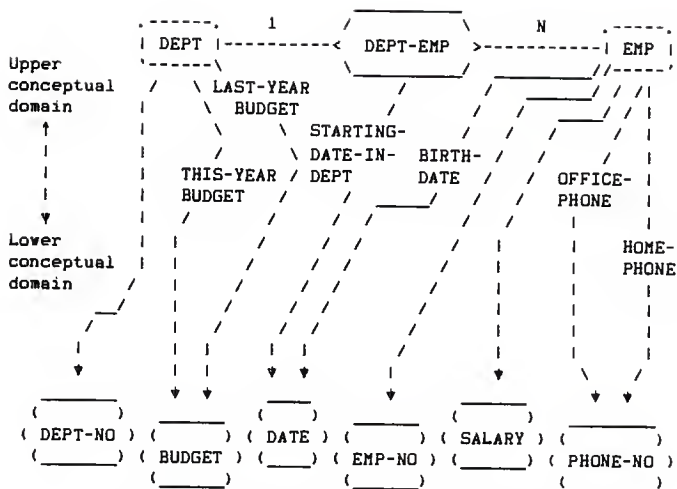 1 N
DEPT DEPT-EMP EMP
Upper
conceptual
domain
LAST-YEAR
BUDGET
STARTING-
DATE-IN-
DEPT
BIRTH-
DATE
THIS-YEAR
BUDGET
OFFICE-
PHONE
Lower
conceptual
domain
HOME-
PHONE
DEPT-NO
BUDGET
DATE
EMP-NO
SALARY
PHONE-NO